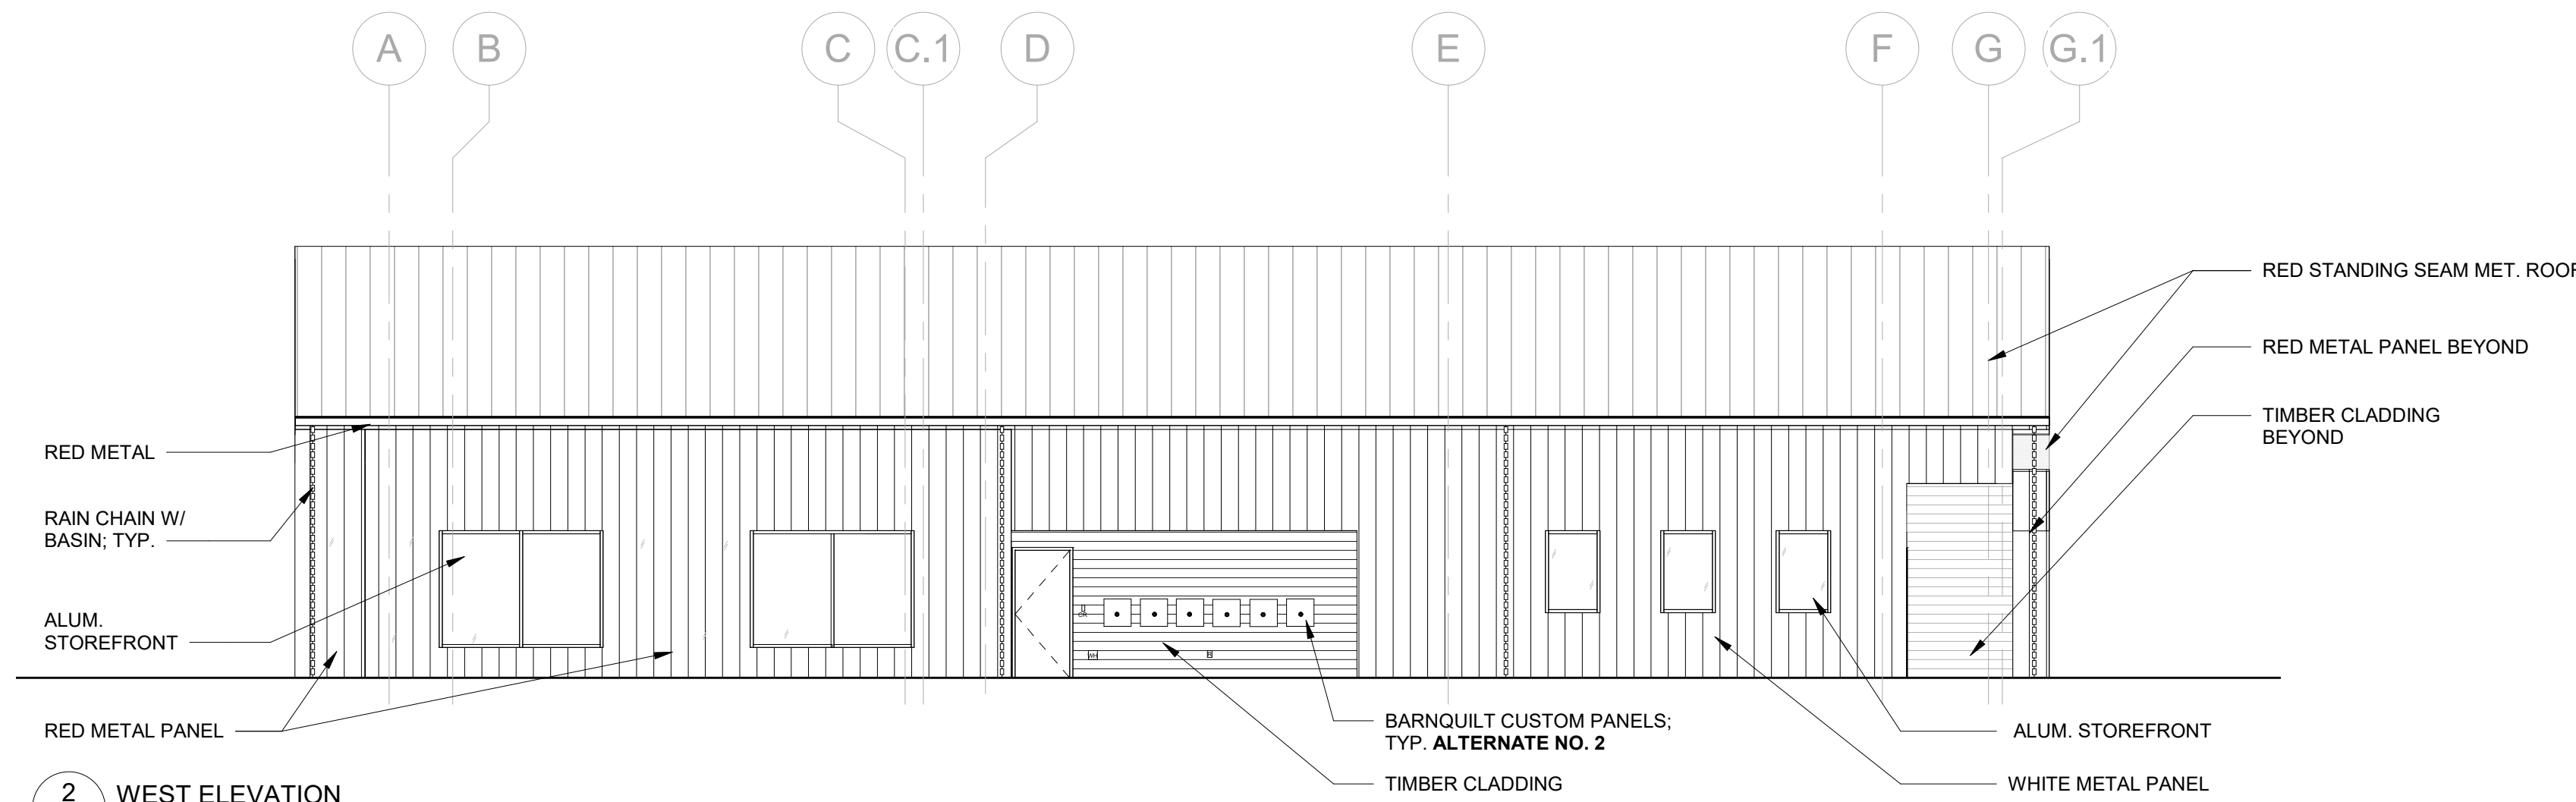 A
B
C
C.1
D
E
F
G
G.1
RED STANDING SEAM MET. ROOF
RED METAL PANEL BEYOND
TIMBER CLADDING
BEYOND
RED METAL
RAIN CHAIN W/
BASIN; TYP.
ALUM.
STOREFRONT
RED METAL PANEL
CR
WH
BARNQUILT CUSTOM PANELS;
TYP. ALTERNATE NO. 2
TIMBER CLADDING
ALUM. STOREFRONT
WHITE METAL PANEL
2
WEST ELEVATION